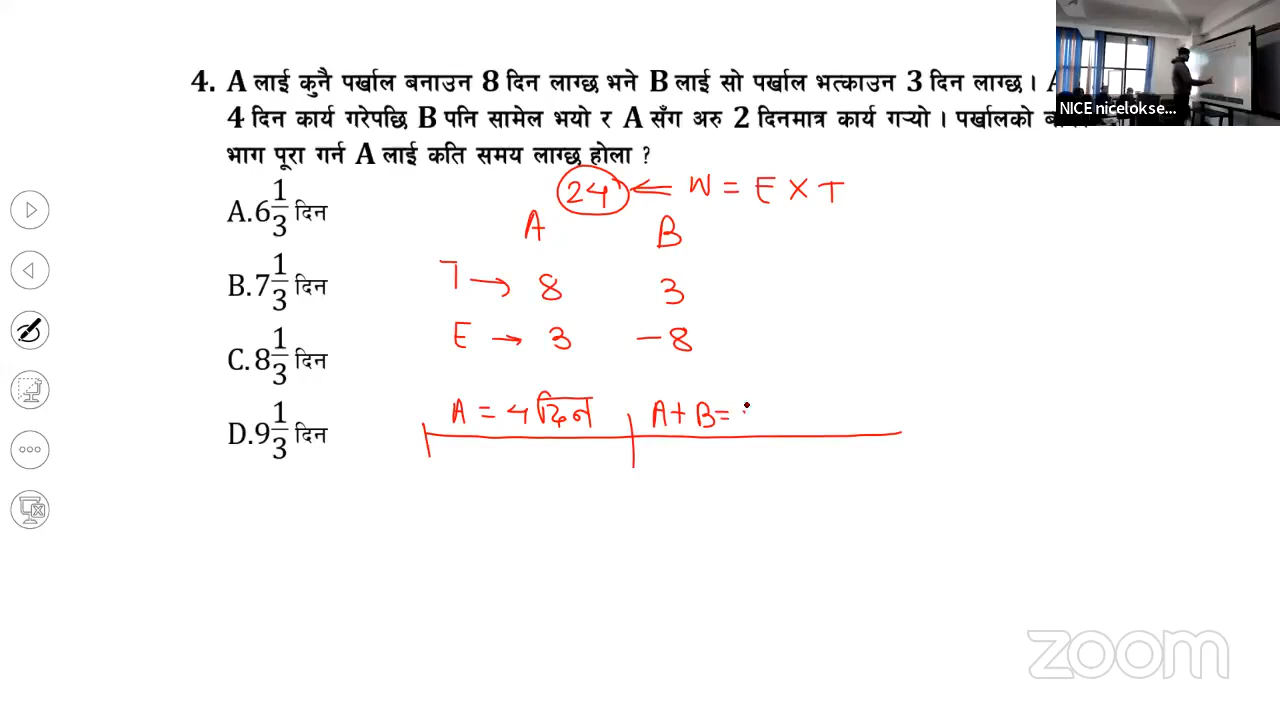 4. A लाई कुनै पर्खाल बनाउन 8 दिन लाग्छ भने B लाई सो पर्खाल भत्काउन 3 दिन लाग्छ ।
4 दिन कार्य गरेपछि B पनि सामेल भयो र A सँग अरु 2 दिनमात्र कार्य गऱ्यो । पर्खालको
भाग पूरा गर्न A लाई कति समय लाग्छ होला ?
24 ← W = E × T
A B
A. 6 1/3 दिन
T → 8 3
B. 7 1/3 दिन
E → 3 −8
C. 8 1/3 दिन
A = 4 दिन A + B =
D. 9 1/3 दिन
NICE nicelokse...
zoom